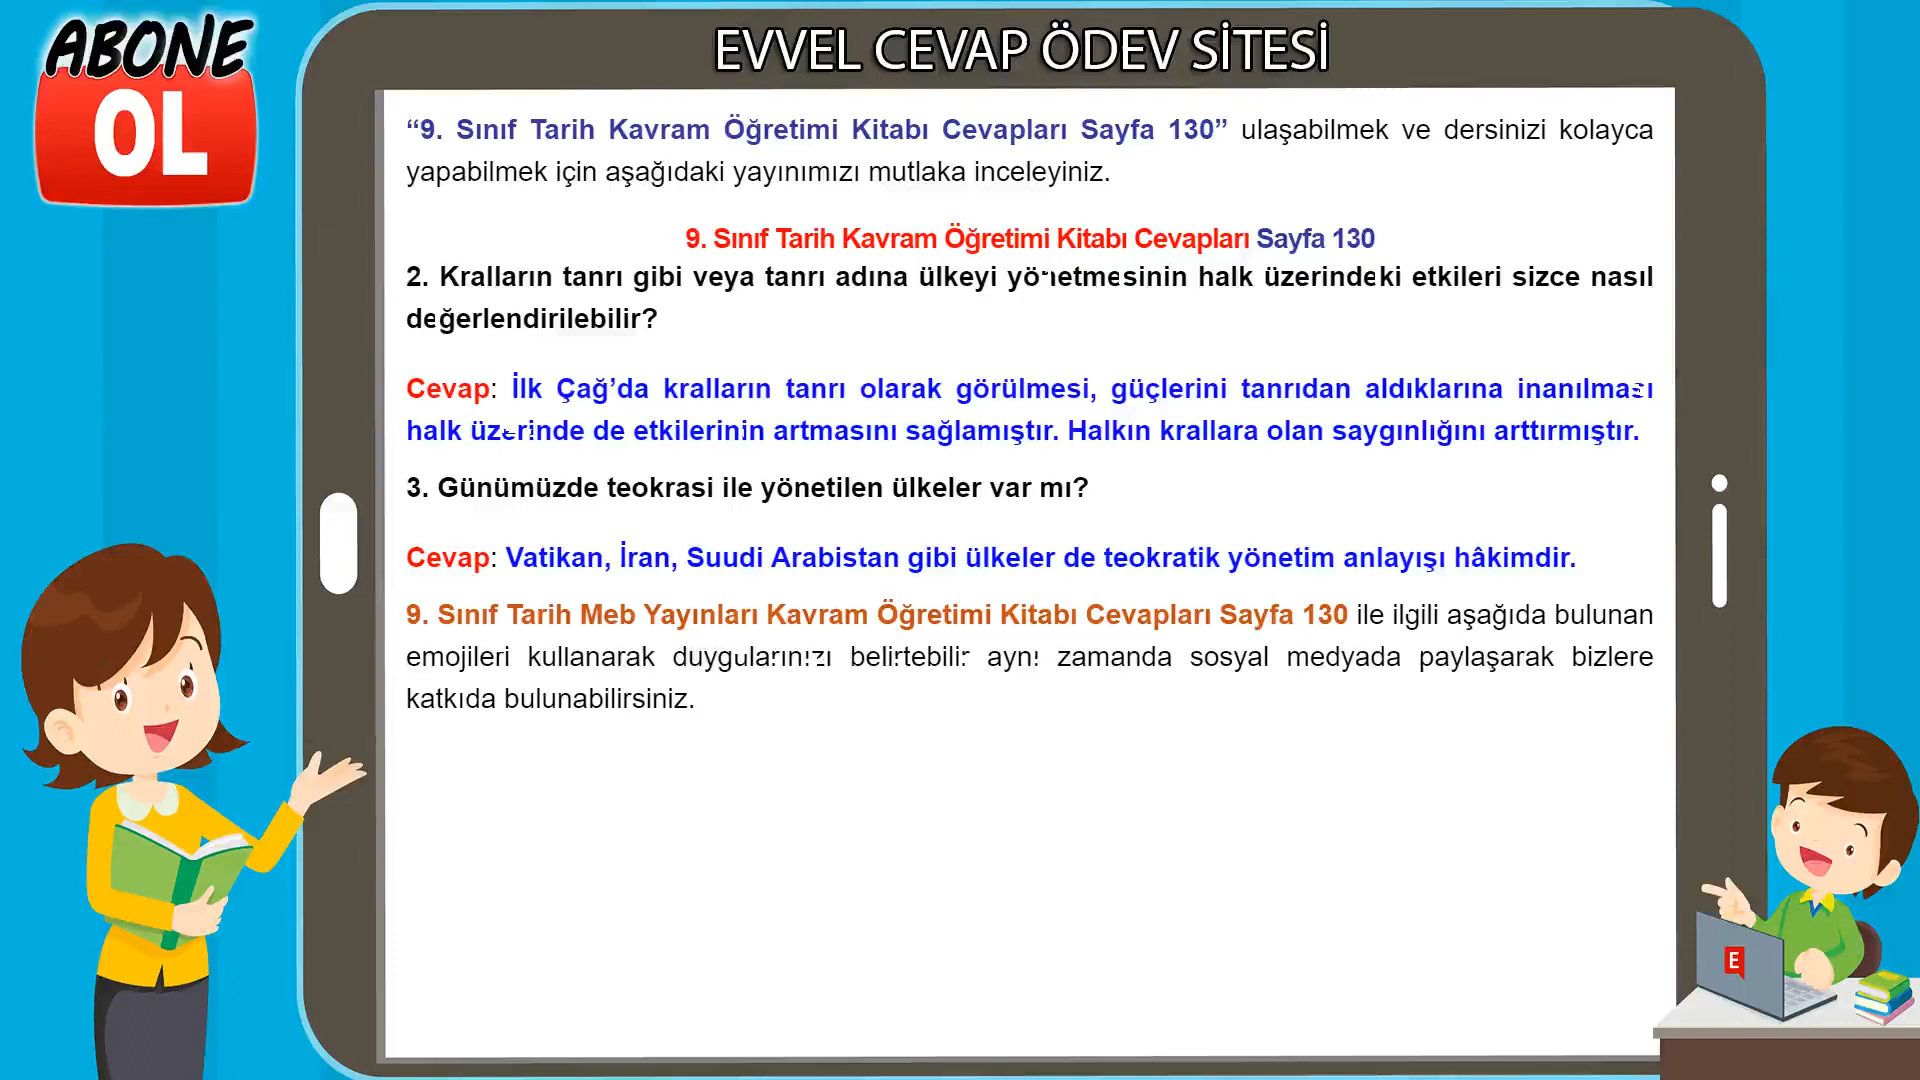 ABONE
OL
EVVEL CEVAP ÖDEV SİTESİ
“9. Sınıf Tarih Kavram Öğretimi Kitabı Cevapları Sayfa 130” ulaşabilmek ve dersinizi kolayca
yapabilmek için aşağıdaki yayınımızı mutlaka inceleyiniz.
9. Sınıf Tarih Kavram Öğretimi Kitabı Cevapları Sayfa 130
2. Kralların tanrı gibi veya tanrı adına ülkeyi yönetmesinin halk üzerindeki etkileri sizce nasıl
değerlendirilebilir?
Cevap: İlk Çağ’da kralların tanrı olarak görülmesi, güçlerini tanrıdan aldıklarına inanılması
halk üzerinde de etkilerinin artmasını sağlamıştır. Halkın krallara olan saygınlığını arttırmıştır.
3. Günümüzde teokrasi ile yönetilen ülkeler var mı?
Cevap: Vatikan, İran, Suudi Arabistan gibi ülkeler de teokratik yönetim anlayışı hâkimdir.
9. Sınıf Tarih Meb Yayınları Kavram Öğretimi Kitabı Cevapları Sayfa 130 ile ilgili aşağıda bulunan
emojileri kullanarak duygularınızı belirtebilir aynı zamanda sosyal medyada paylaşarak bizlere
katkıda bulunabilirsiniz.
E